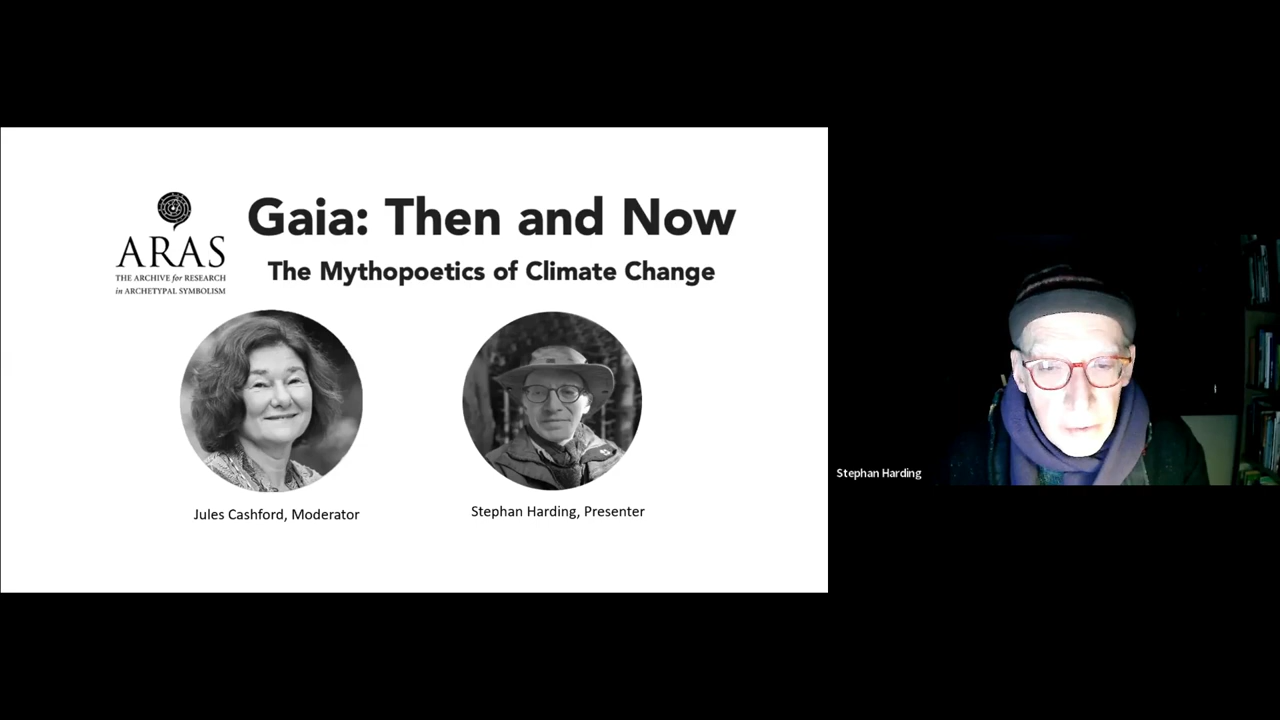 Gaia: Then and Now
The Mythopoetics of Climate Change
ARAS
THE ARCHIVE for RESEARCH
in ARCHETYPAL SYMBOLISM
Jules Cashford, Moderator
Stephan Harding, Presenter
Stephan Harding